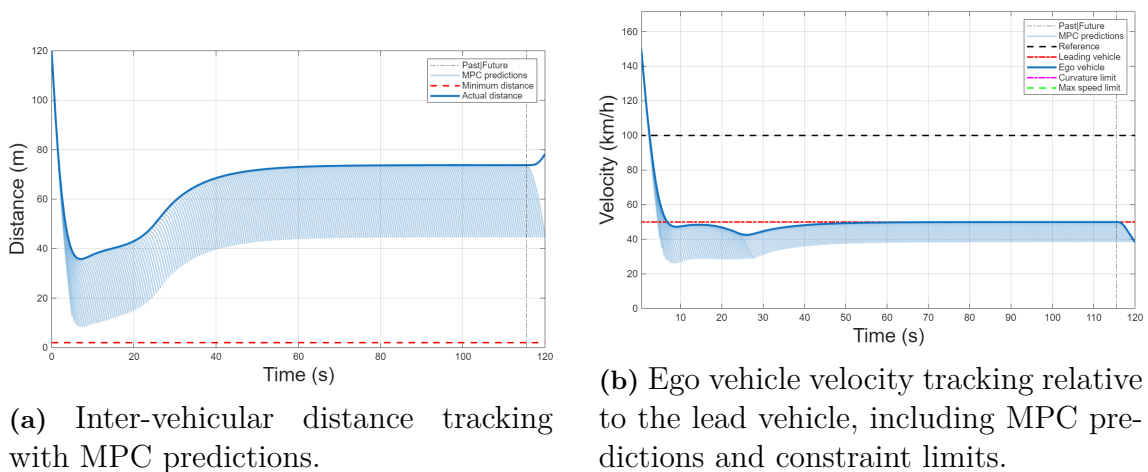 120
100
80
60
40
20
0
Distance (m)
0
20
40
60
80
100
120
Time (s)
Past|Future
MPC predictions
Minimum distance
Actual distance
(a) Inter-vehicular distance tracking
with MPC predictions.
160
140
120
100
80
60
40
20
0
Velocity (km/h)
10
20
30
40
50
60
70
80
90
100
110
120
Time (s)
Past|Future
MPC predictions
Reference
Leading vehicle
Ego vehicle
Curvature limit
Max speed limit
(b) Ego vehicle velocity tracking relative
to the lead vehicle, including MPC pre-
dictions and constraint limits.